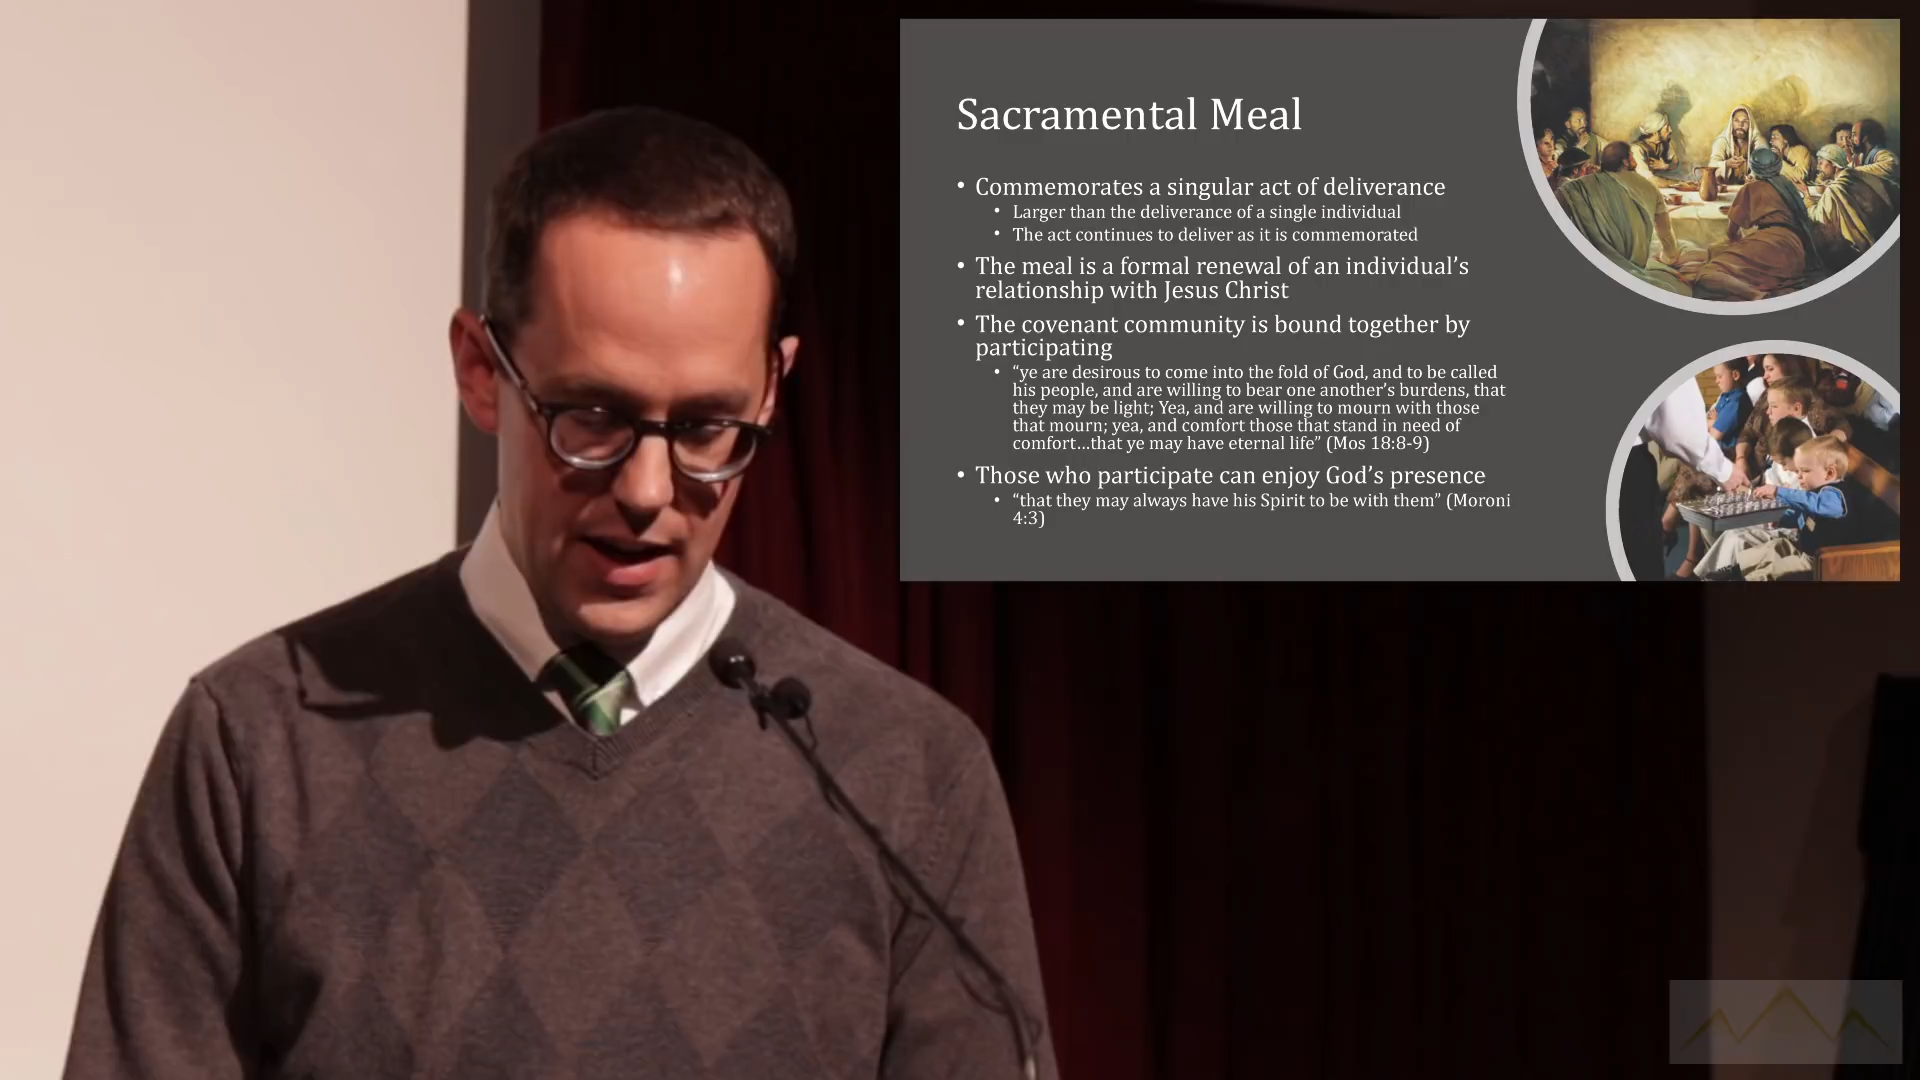 Sacramental Meal
• Commemorates a singular act of deliverance
• Larger than the deliverance of a single individual
• The act continues to deliver as it is commemorated
• The meal is a formal renewal of an individual’s
relationship with Jesus Christ
• The covenant community is bound together by
participating
• “ye are desirous to come into the fold of God, and to be called
his people, and are willing to bear one another’s burdens, that
they may be light; Yea, and are willing to mourn with those
that mourn; yea, and comfort those that stand in need of
comfort…that ye may have eternal life” (Mos 18:8-9)
• Those who participate can enjoy God’s presence
• “that they may always have his Spirit to be with them” (Moroni
4:3)